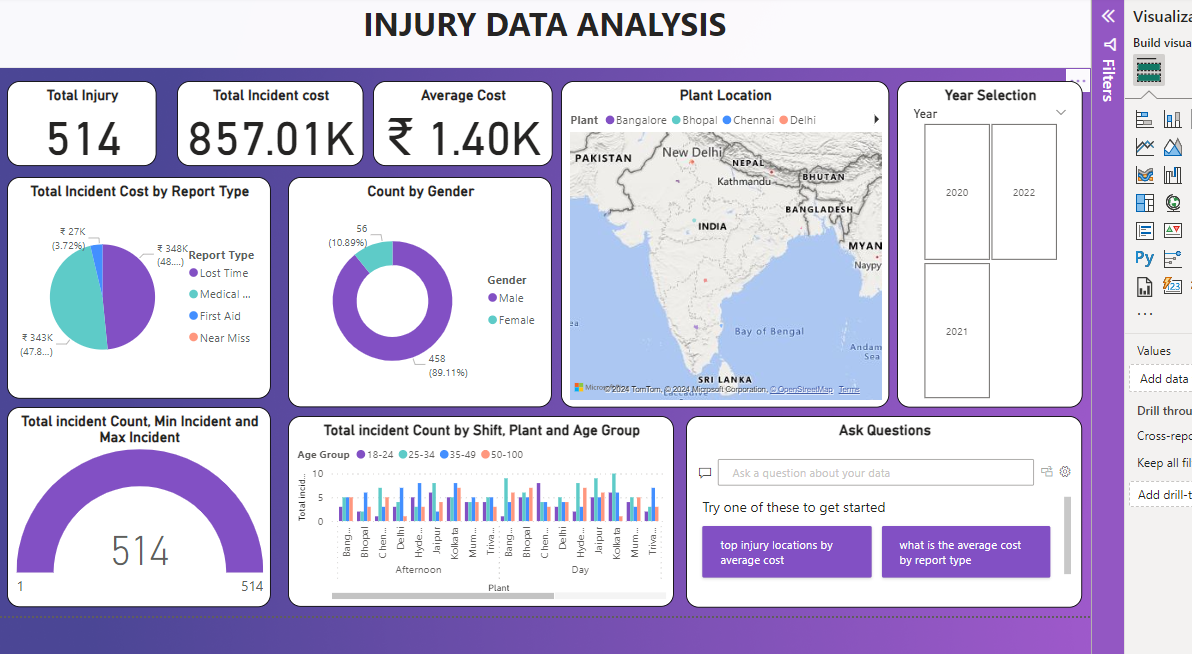 INJURY DATA ANALYSIS
Total Injury
514
Total Incident cost
857.01K
Average Cost
₹ 1.40K
Plant Location
Plant Bangalore Bhopal Chennai Delhi
PAKISTAN
New Delhi
NEPAL
Kathmandu
BHUTAN
BANGLADESH
INDIA
MYAN
Naypy
Bay of Bengal
Andam
Sea
ea
SRI LANKA
Laccadive
© 2024 TomTom, © 2024 Microsoft Corporation, © OpenStreetMap Terms
Year Selection
Year
2020
2022
2021
Total Incident Cost by Report Type
₹ 27K
(3.72%)
₹ 348K
(48....)
₹ 343K
(47.8...)
Report Type
Lost Time
Medical ...
First Aid
Near Miss
Count by Gender
56
(10.89%)
458
(89.11%)
Gender
Male
Female
Total incident Count, Min Incident and
Max Incident
514
1
514
Total incident Count by Shift, Plant and Age Group
Age Group 18-24 25-34 35-49 50-100
Total incid...
10
5
0
Bang...
Bhopal
Chen...
Delhi
Hyde...
Jaipur
Kolkata
Mum...
Triva...
Bang...
Bhopal
Chen...
Delhi
Hyde...
Jaipur
Kolkata
Mum...
Triva...
Afternoon
Day
Plant
Ask Questions
Ask a question about your data
Try one of these to get started
top injury locations by
average cost
what is the average cost
by report type
Filters
Visualiza
Build visua
Py
123
...
Values
Add data
Drill throu
Cross-repo
Keep all fil
Add drill-t